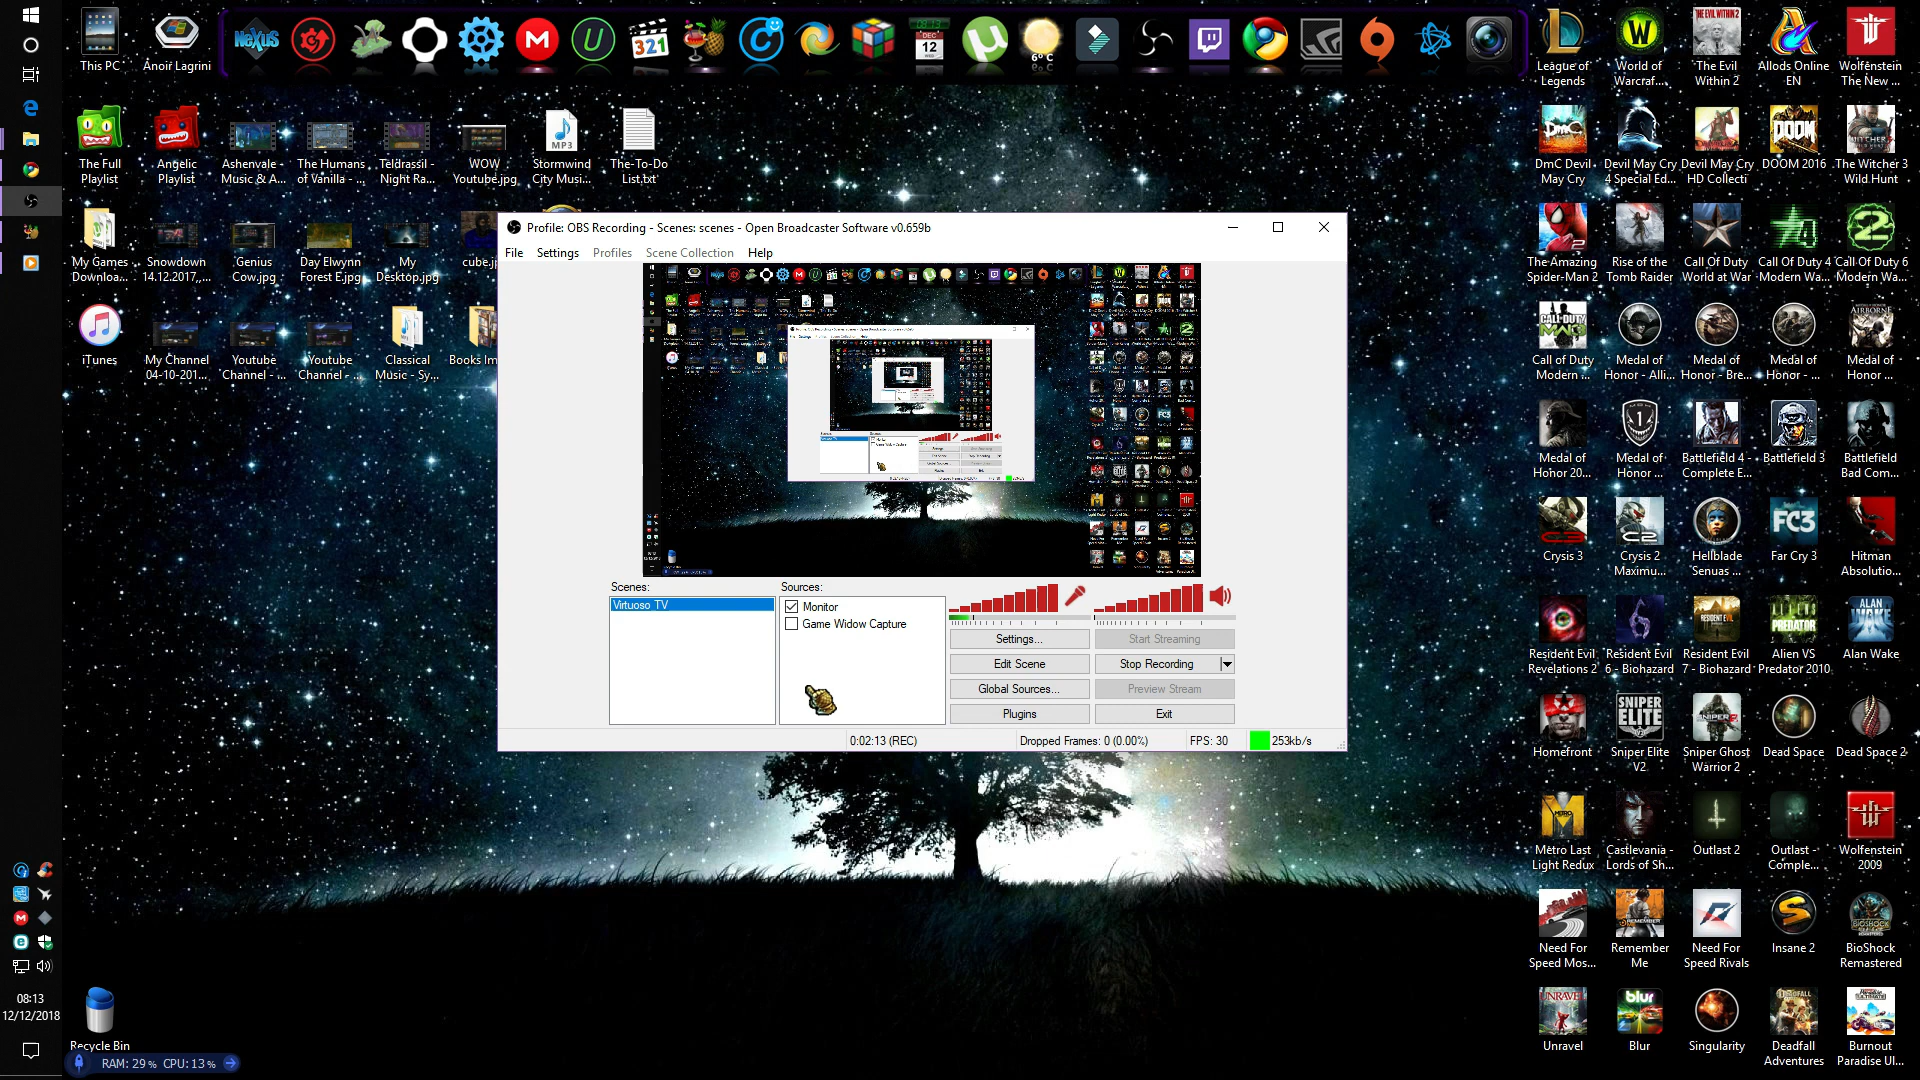 This PC
Anoir Lagrini
NeXuS
U
321
DEC
12
6° C
League of Legends
World of Warcraf...
The Evil Within 2
Allods Online EN
Wolfenstein The New ...
The Full Playlist
Angelic Playlist
Ashenvale - Music & A...
The Humans of Vanilla - ...
Teldrassil - Night Ra...
WOW Youtube.jpg
MP3
Stormwind City Musi...
The-To-Do List.txt
DmC Devil May Cry
Devil May Cry 4 Special Ed...
Devil May Cry HD Collecti
DOOM 2016
The Witcher 3 Wild Hunt
My Games Downloa...
Snowdown 14.12.2017,...
Genius Cow.jpg
Day Elwynn Forest E.jpg
My Desktop.jpg
cube.j
The Amazing Spider-Man 2
Rise of the Tomb Raider
Call Of Duty World at War
Call Of Duty 4 Modern Wa...
Call Of Duty 6 Modern Wa...
iTunes
My Channel 04-10-201...
Youtube Channel - ...
Youtube Channel - ...
Classical Music - Sy...
Books Im
Call of Duty Modern ...
Medal of Honor - Alli...
Medal of Honor - Bre...
Medal of Honor - ...
Medal of Honor ...
Medal of Honor 20...
Medal of Honor ...
Battlefield 4 - Complete E...
Battlefield 3
Battlefield Bad Com...
Crysis 3
Crysis 2 Maximu...
Hellblade Senuas ...
Far Cry 3
Hitman Absolutio...
Resident Evil Revelations 2
Resident Evil 6 - Biohazard
Resident Evil 7 - Biohazard
Alien VS Predator 2010
Alan Wake
Homefront
Sniper Elite V2
Sniper Ghost Warrior 2
Dead Space
Dead Space 2
Metro Last Light Redux
Castlevania - Lords of Sh...
Outlast 2
Outlast - Comple...
Wolfenstein 2009
Need For Speed Mos...
Remember Me
Need For Speed Rivals
Insane 2
BioShock Remastered
Unravel
Blur
Singularity
Deadfall Adventures
Burnout Paradise Ul...
Profile: OBS Recording - Scenes: scenes - Open Broadcaster Software v0.659b
File Settings Profiles Scene Collection Help
Scenes:
Virtuoso TV
Sources:
Monitor
Game Widow Capture
Settings...
Start Streaming
Edit Scene
Stop Recording
Global Sources...
Preview Stream
Plugins
Exit
0:02:13 (REC)
Dropped Frames: 0 (0.00%)
FPS: 30
253kb/s
08:13
12/12/2018
Recycle Bin
RAM: 29% CPU: 13%